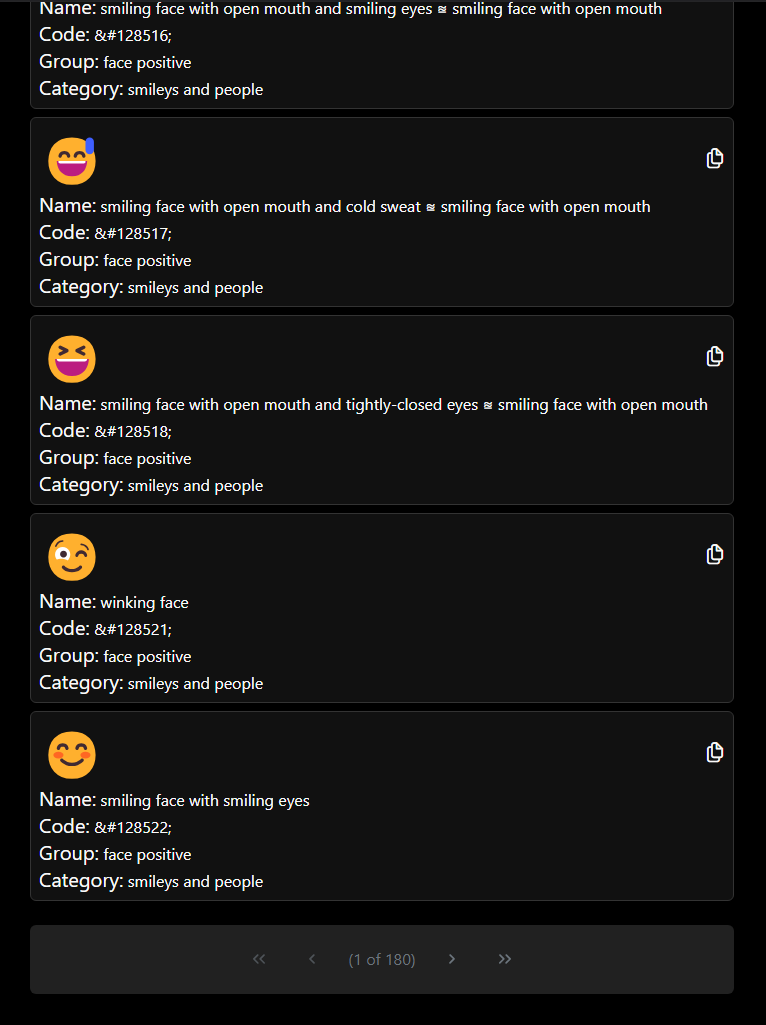 Name: smiling face with open mouth and smiling eyes ≊ smiling face with open mouth
Code: &#128516;
Group: face positive
Category: smileys and people
Name: smiling face with open mouth and cold sweat ≊ smiling face with open mouth
Code: &#128517;
Group: face positive
Category: smileys and people
Name: smiling face with open mouth and tightly-closed eyes ≊ smiling face with open mouth
Code: &#128518;
Group: face positive
Category: smileys and people
Name: winking face
Code: &#128521;
Group: face positive
Category: smileys and people
Name: smiling face with smiling eyes
Code: &#128522;
Group: face positive
Category: smileys and people
(1 of 180)